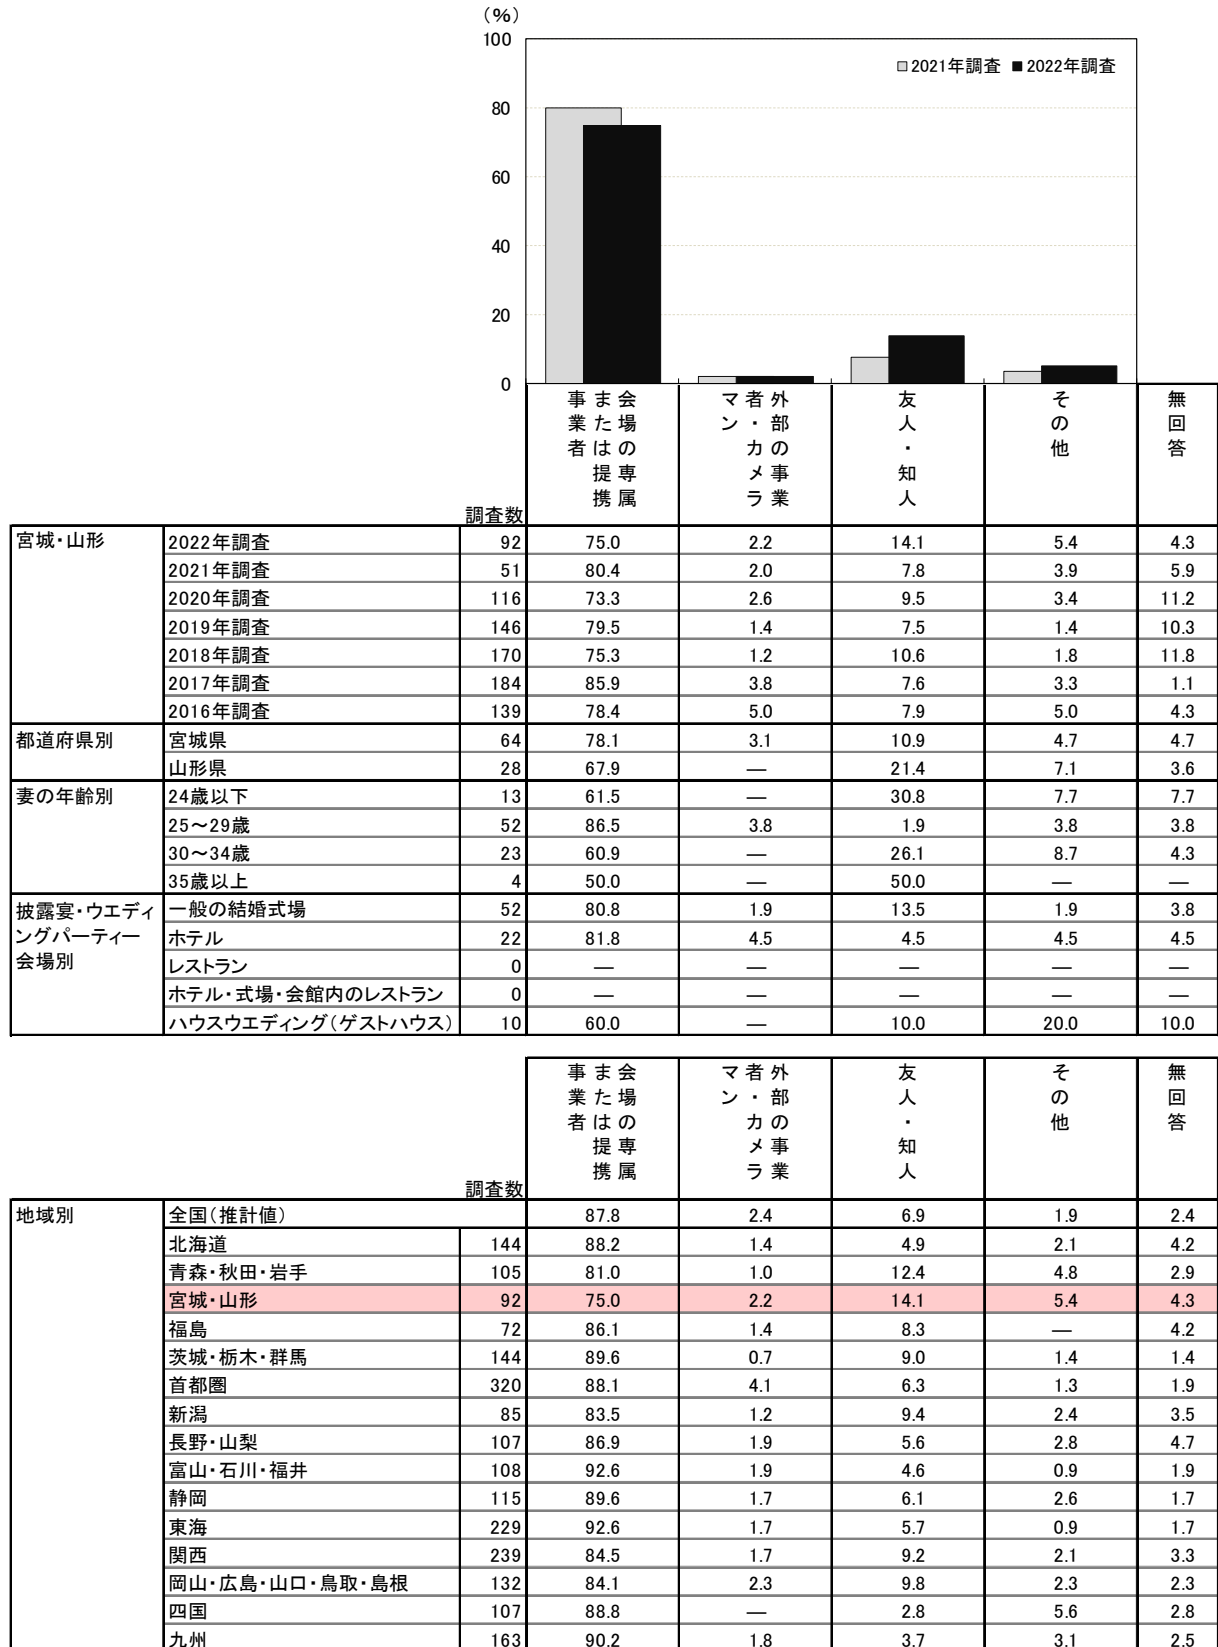 (%)
100
80
60
40
20
0
2021年調査 2022年調査
会場の専属または提携事業者
外部の事業者・カメラマン
友人・知人
その他
無回答
調査数
宮城・山形 2022年調査 92 75.0 2.2 14.1 5.4 4.3
2021年調査 51 80.4 2.0 7.8 3.9 5.9
2020年調査 116 73.3 2.6 9.5 3.4 11.2
2019年調査 146 79.5 1.4 7.5 1.4 10.3
2018年調査 170 75.3 1.2 10.6 1.8 11.8
2017年調査 184 85.9 3.8 7.6 3.3 1.1
2016年調査 139 78.4 5.0 7.9 5.0 4.3
都道府県別 宮城県 64 78.1 3.1 10.9 4.7 4.7
山形県 28 67.9 ― 21.4 7.1 3.6
妻の年齢別 24歳以下 13 61.5 ― 30.8 7.7 7.7
25～29歳 52 86.5 3.8 1.9 3.8 3.8
30～34歳 23 60.9 ― 26.1 8.7 4.3
35歳以上 4 50.0 ― 50.0 ― ―
披露宴・ウエディングパーティー会場別 一般の結婚式場 52 80.8 1.9 13.5 1.9 3.8
ホテル 22 81.8 4.5 4.5 4.5 4.5
レストラン 0 ― ― ― ― ―
ホテル・式場・会館内のレストラン 0 ― ― ― ― ―
ハウスウエディング(ゲストハウス) 10 60.0 ― 10.0 20.0 10.0
会場の専属または提携事業者
外部の事業者・カメラマン
友人・知人
その他
無回答
調査数
地域別 全国(推計値) 87.8 2.4 6.9 1.9 2.4
北海道 144 88.2 1.4 4.9 2.1 4.2
青森・秋田・岩手 105 81.0 1.0 12.4 4.8 2.9
宮城・山形 92 75.0 2.2 14.1 5.4 4.3
福島 72 86.1 1.4 8.3 ― 4.2
茨城・栃木・群馬 144 89.6 0.7 9.0 1.4 1.4
首都圏 320 88.1 4.1 6.3 1.3 1.9
新潟 85 83.5 1.2 9.4 2.4 3.5
長野・山梨 107 86.9 1.9 5.6 2.8 4.7
富山・石川・福井 108 92.6 1.9 4.6 0.9 1.9
静岡 115 89.6 1.7 6.1 2.6 1.7
東海 229 92.6 1.7 5.7 0.9 1.7
関西 239 84.5 1.7 9.2 2.1 3.3
岡山・広島・山口・鳥取・島根 132 84.1 2.3 9.8 2.3 2.3
四国 107 88.8 ― 2.8 5.6 2.8
九州 163 90.2 1.8 3.7 3.1 2.5